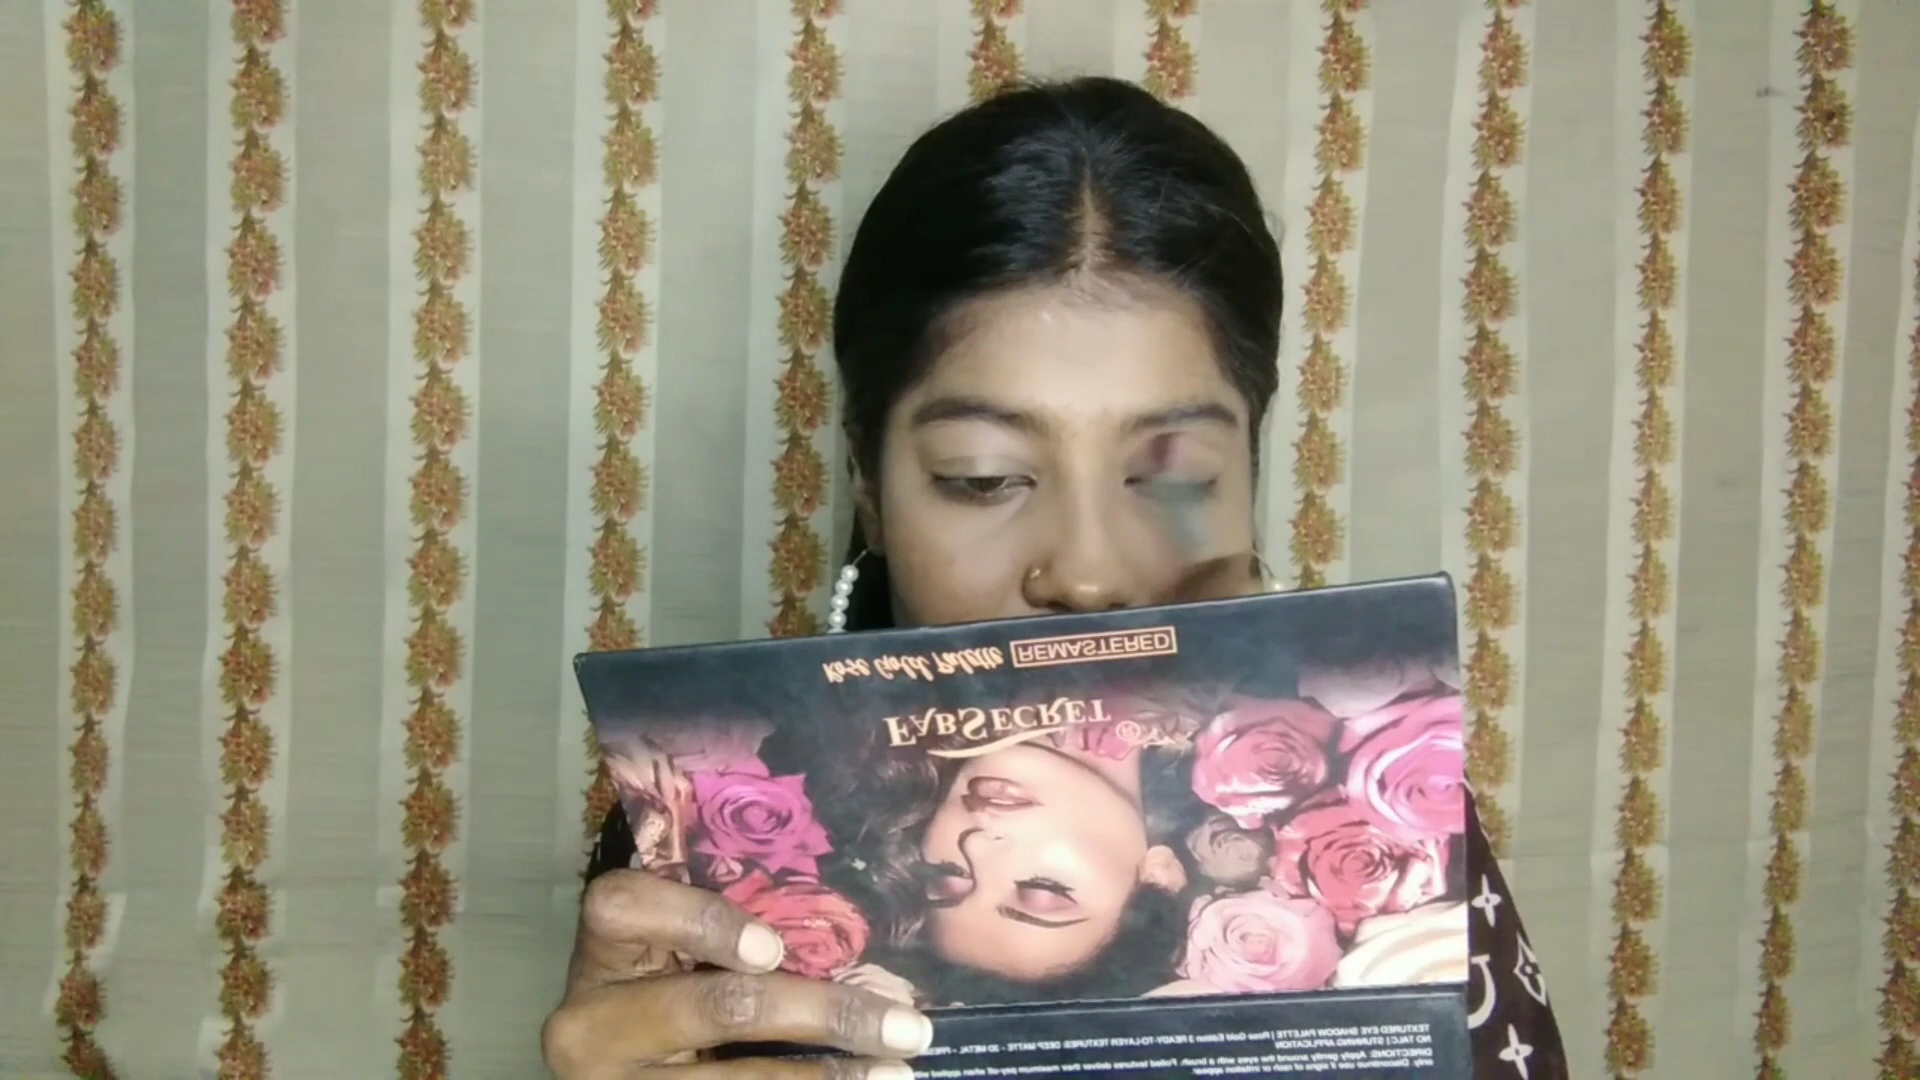 Rose Gold Palette REMASTERED
FABSECRET®
TEXTURED EYE SHADOW PALETTE | Rose Gold Edition
READY-TO-LAYER TEXTURES: DEEP MATTE - 3D METAL -
NO TALC | STUNNING APPLICATION
DIRECTIONS: Apply gently around the eyes with a brush. Foiled textures deliver their maximum pay-off when applied
only. Discontinue use if signs of rash or irritation appear.